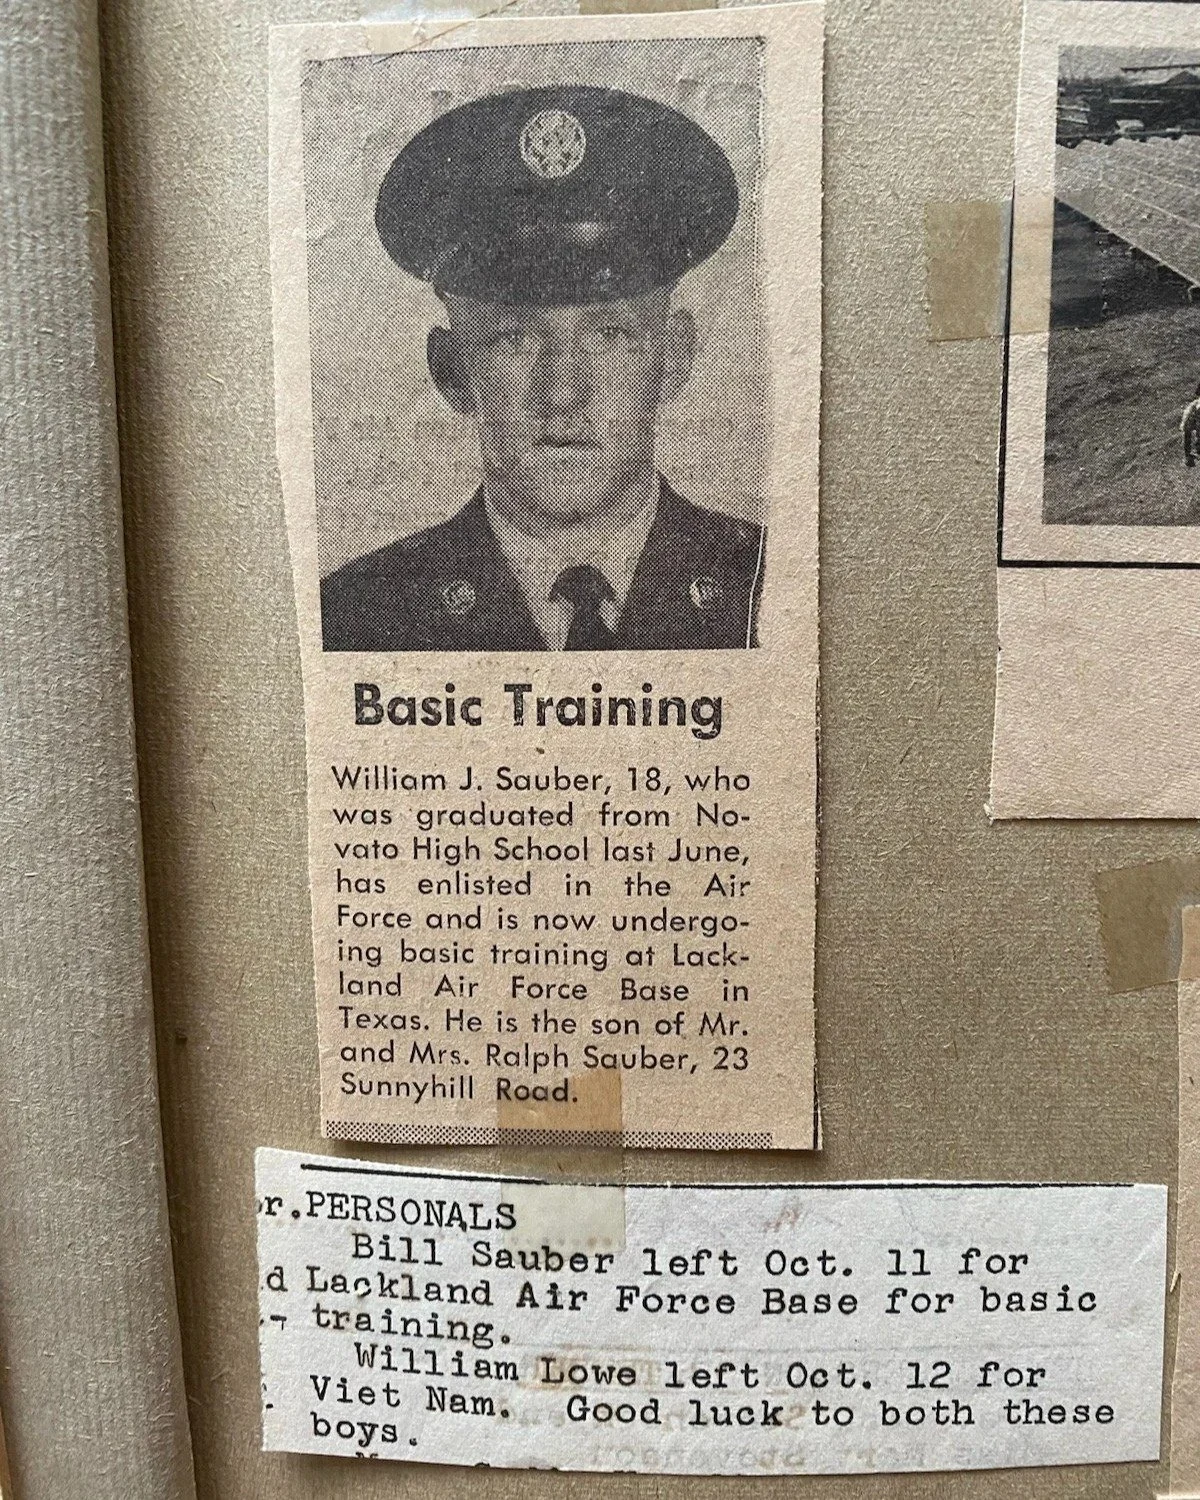 Basic Training
William J. Sauber, 18, who
was graduated from No-
vato High School last June,
has enlisted in the Air
Force and is now undergo-
ing basic training at Lack-
land Air Force Base in
Texas. He is the son of Mr.
and Mrs. Ralph Sauber, 23
Sunnyhill Road.
r. PERSONALS
Bill Sauber left Oct. 11 for
d Lackland Air Force Base for basic
training.
William Lowe left Oct. 12 for
Viet Nam. Good luck to both these
boys.